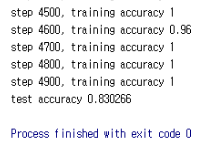 step 4500, training accuracy 1
step 4600, training accuracy 0.96
step 4700, training accuracy 1
step 4800, training accuracy 1
step 4900, training accuracy 1
test accuracy 0.830266
Process finished with exit code 0